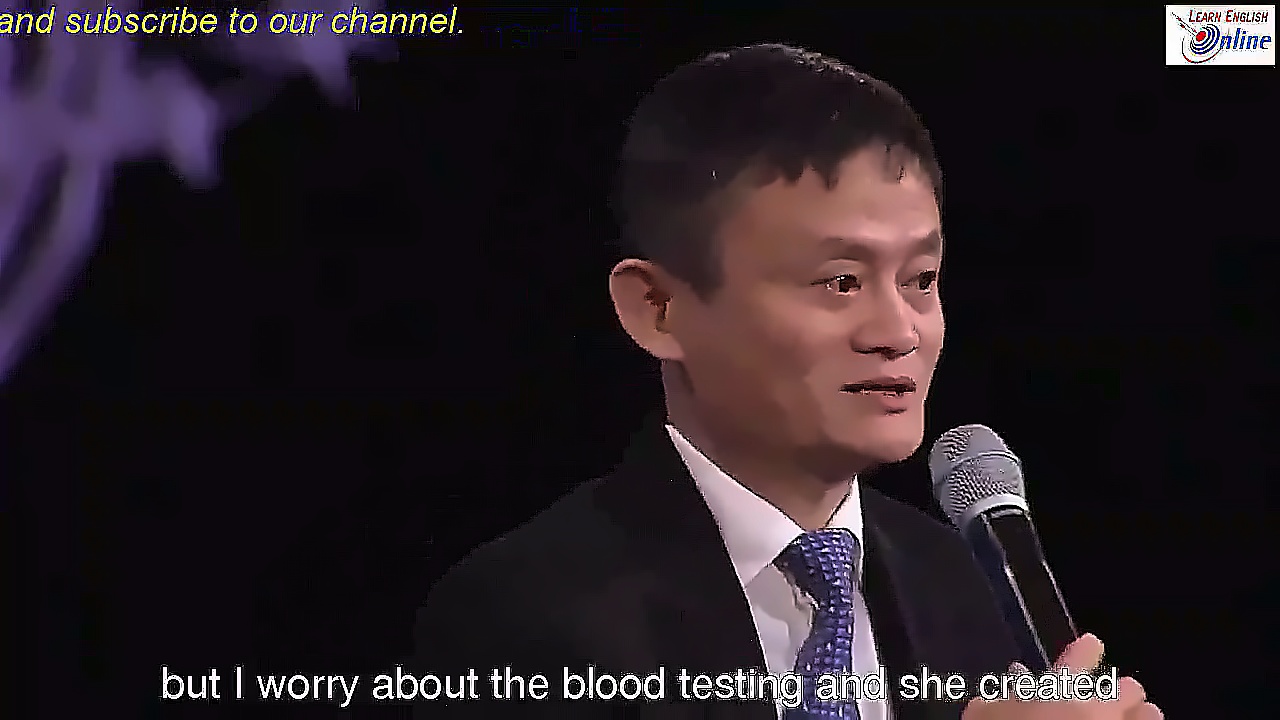 and subscribe to our channel.
LEARN ENGLISH
Online
but I worry about the blood testing and she created